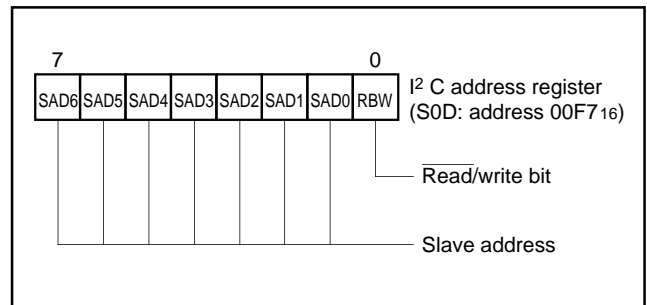 7 0
SAD6 SAD5 SAD4 SAD3 SAD2 SAD1 SAD0 RBW
I2 C address register
(S0D: address 00F716)
Read/write bit
Slave address